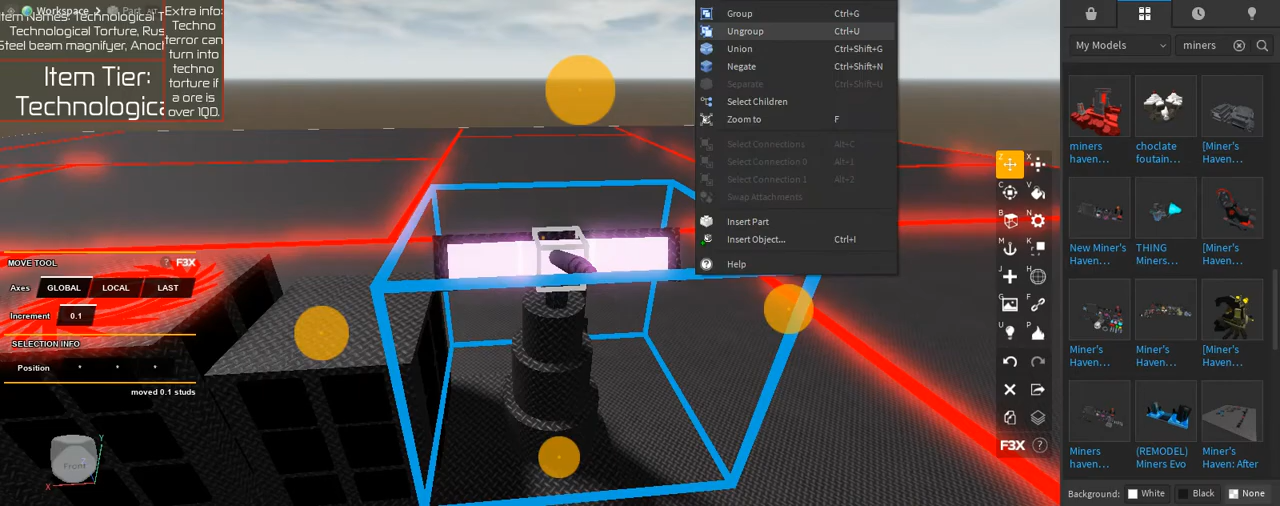 Workspace
Part
Item Names: Technological T
Technological Torture, Rus
Steel beam magnifyer, Anoch
Item Tier:
Technologica
Extra info:
Techno
terror can
turn into
techno
torture if
a ore is
over 1QD.
Group Ctrl+G
Ungroup Ctrl+U
Union Ctrl+Shift+G
Negate Ctrl+Shift+N
Separate Ctrl+Shift+U
Select Children
Zoom to F
Select Connections Alt+C
Select Connection 0 Alt+1
Select Connection 1 Alt+2
Swap Attachments
Insert Part
Insert Object... Ctrl+I
Help
MOVE TOOL ? F3X
Axes GLOBAL LOCAL LAST
Increment 0.1
SELECTION INFO
Position * * *
moved 0.1 studs
Front
X
Y
Z X
C V
B N
M K
J H
G F
U P
F3X ?
My Models miners
miners
haven...
choclate
foutain...
[Miner's
Haven...
New Miner's
Haven...
THING
Miners...
[Miner's
Haven...
Miner's
Haven...
Miner's
Haven...
[Miner's
Haven...
Miners
haven...
(REMODEL)
Miners Evo
Miner's
Haven: After
Background: White Black None